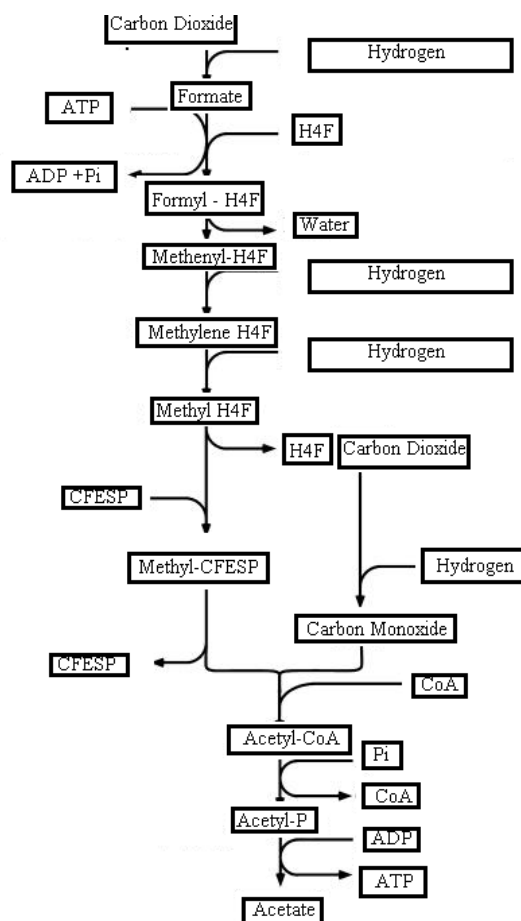 Carbon Dioxide
Hydrogen
Formate
ATP
H4F
ADP +Pi
Formyl - H4F
Water
Methenyl-H4F
Hydrogen
Methylene H4F
Hydrogen
Methyl H4F
H4F
Carbon Dioxide
CFESP
Methyl-CFESP
Hydrogen
Carbon Monoxide
CFESP
CoA
Acetyl-CoA
Pi
CoA
Acetyl-P
ADP
ATP
Acetate